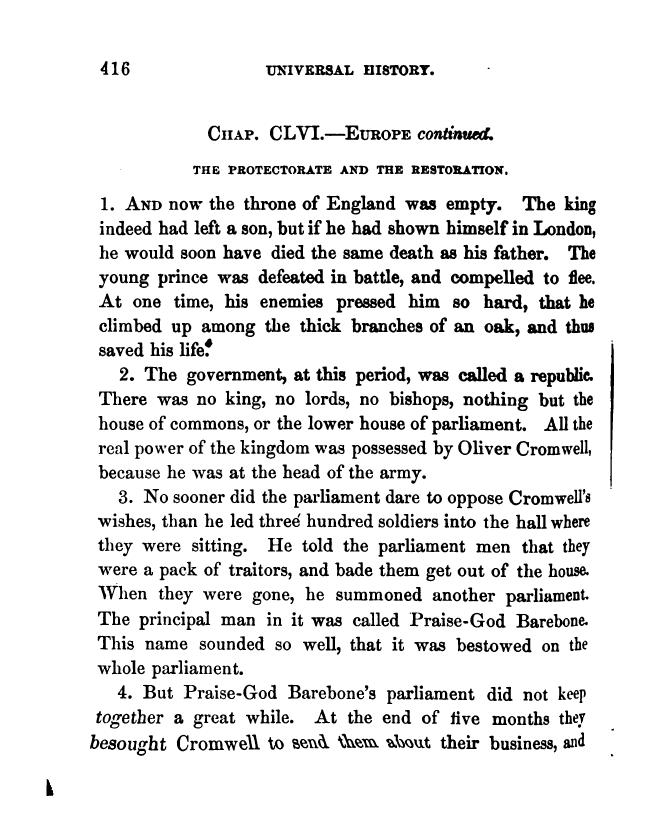 416 UNIVERSAL HISTORY.
CHAP. CLVI.—EUROPE continued.
THE PROTECTORATE AND THE RESTORATION.
1. AND now the throne of England was empty. The king
indeed had left a son, but if he had shown himself in London,
he would soon have died the same death as his father. The
young prince was defeated in battle, and compelled to flee.
At one time, his enemies pressed him so hard, that he
climbed up among the thick branches of an oak, and thus
saved his life.
2. The government, at this period, was called a republic.
There was no king, no lords, no bishops, nothing but the
house of commons, or the lower house of parliament. All the
real power of the kingdom was possessed by Oliver Cromwell,
because he was at the head of the army.
3. No sooner did the parliament dare to oppose Cromwell's
wishes, than he led three hundred soldiers into the hall where
they were sitting. He told the parliament men that they
were a pack of traitors, and bade them get out of the house.
When they were gone, he summoned another parliament.
The principal man in it was called Praise-God Barebone.
This name sounded so well, that it was bestowed on the
whole parliament.
4. But Praise-God Barebone's parliament did not keep
together a great while. At the end of five months they
besought Cromwell to send them about their business, and